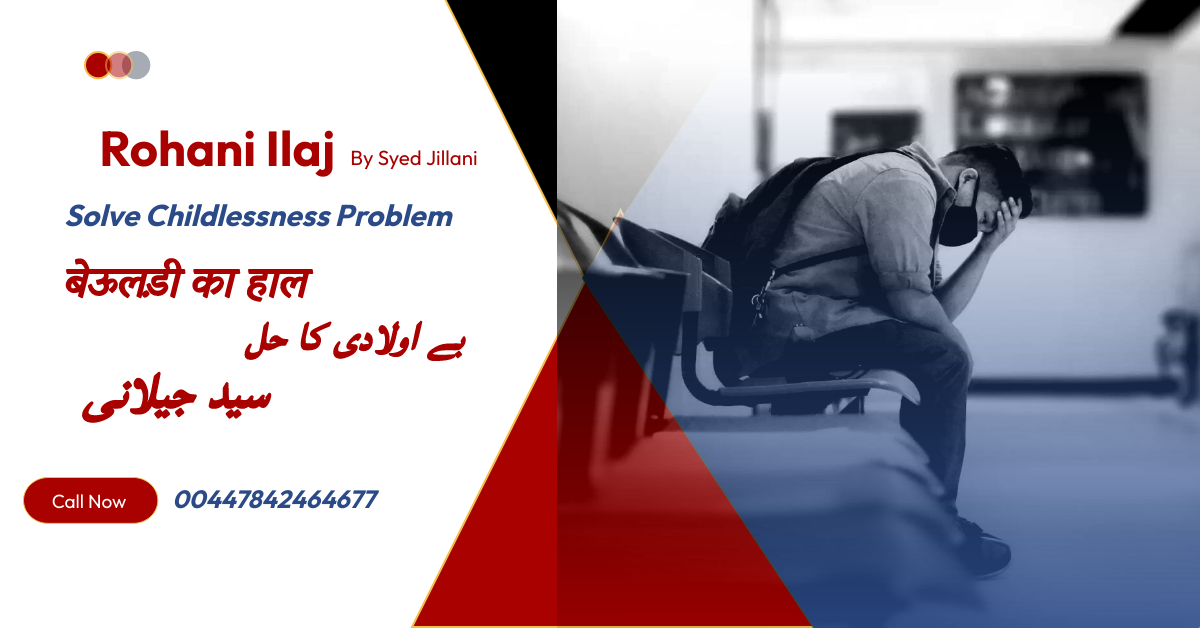 Rohani Ilaj By Syed Jillani
Solve Childlessness Problem
बेऊलड़ी का हाल
بے اولادی کا حل
سید جیلانی
Call Now 00447842464677